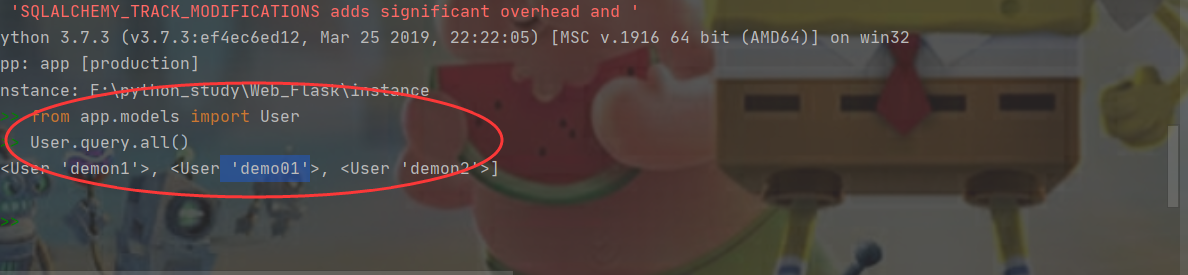 'SQLALCHEMY_TRACK_MODIFICATIONS adds significant overhead and '
ython 3.7.3 (v3.7.3:ef4ec6ed12, Mar 25 2019, 22:22:05) [MSC v.1916 64 bit (AMD64)] on win32
pp: app [production]
nstance: E:\python_study\Web_Flask\instance
>> from app.models import User
>> User.query.all()
<User 'demon1'>, <User 'demo01'>, <User 'demon2'>]
>>